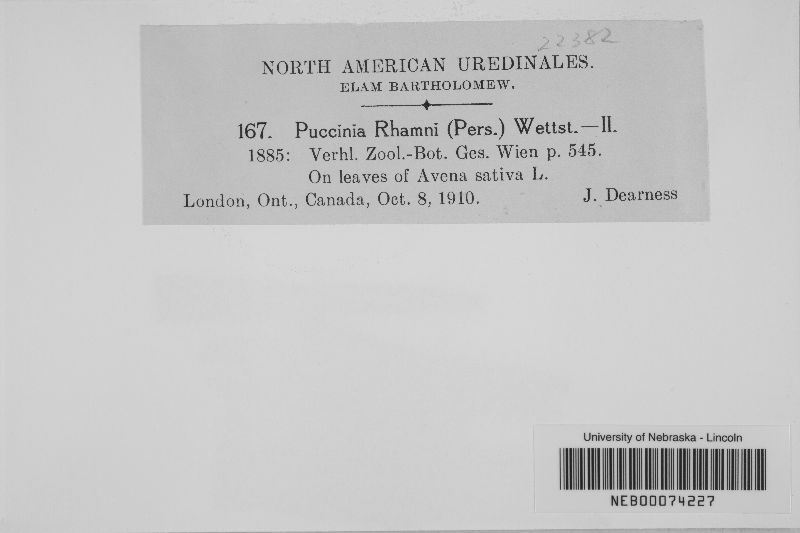 22382
NORTH AMERICAN UREDINALES.
ELAM BARTHOLOMEW.
167. Puccinia Rhamni (Pers.) Wettst.—II.
1885: Verhl. Zool.-Bot. Ges. Wien p. 545.
On leaves of Avena sativa L.
London, Ont., Canada, Oct. 8, 1910. J. Dearness
University of Nebraska - Lincoln
NEB00074227